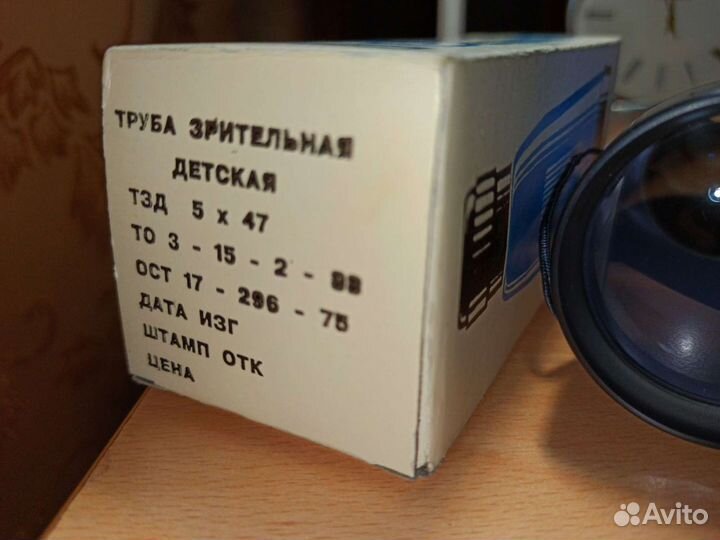 ТРУБА ЗРИТЕЛЬНАЯ
ДЕТСКАЯ
ТЗД 5 х 47
ТО 3 - 15 - 2 - 88
ОСТ 17 - 296 - 75
ДАТА ИЗГ
ШТАМП ОТК
ЦЕНА
Avito